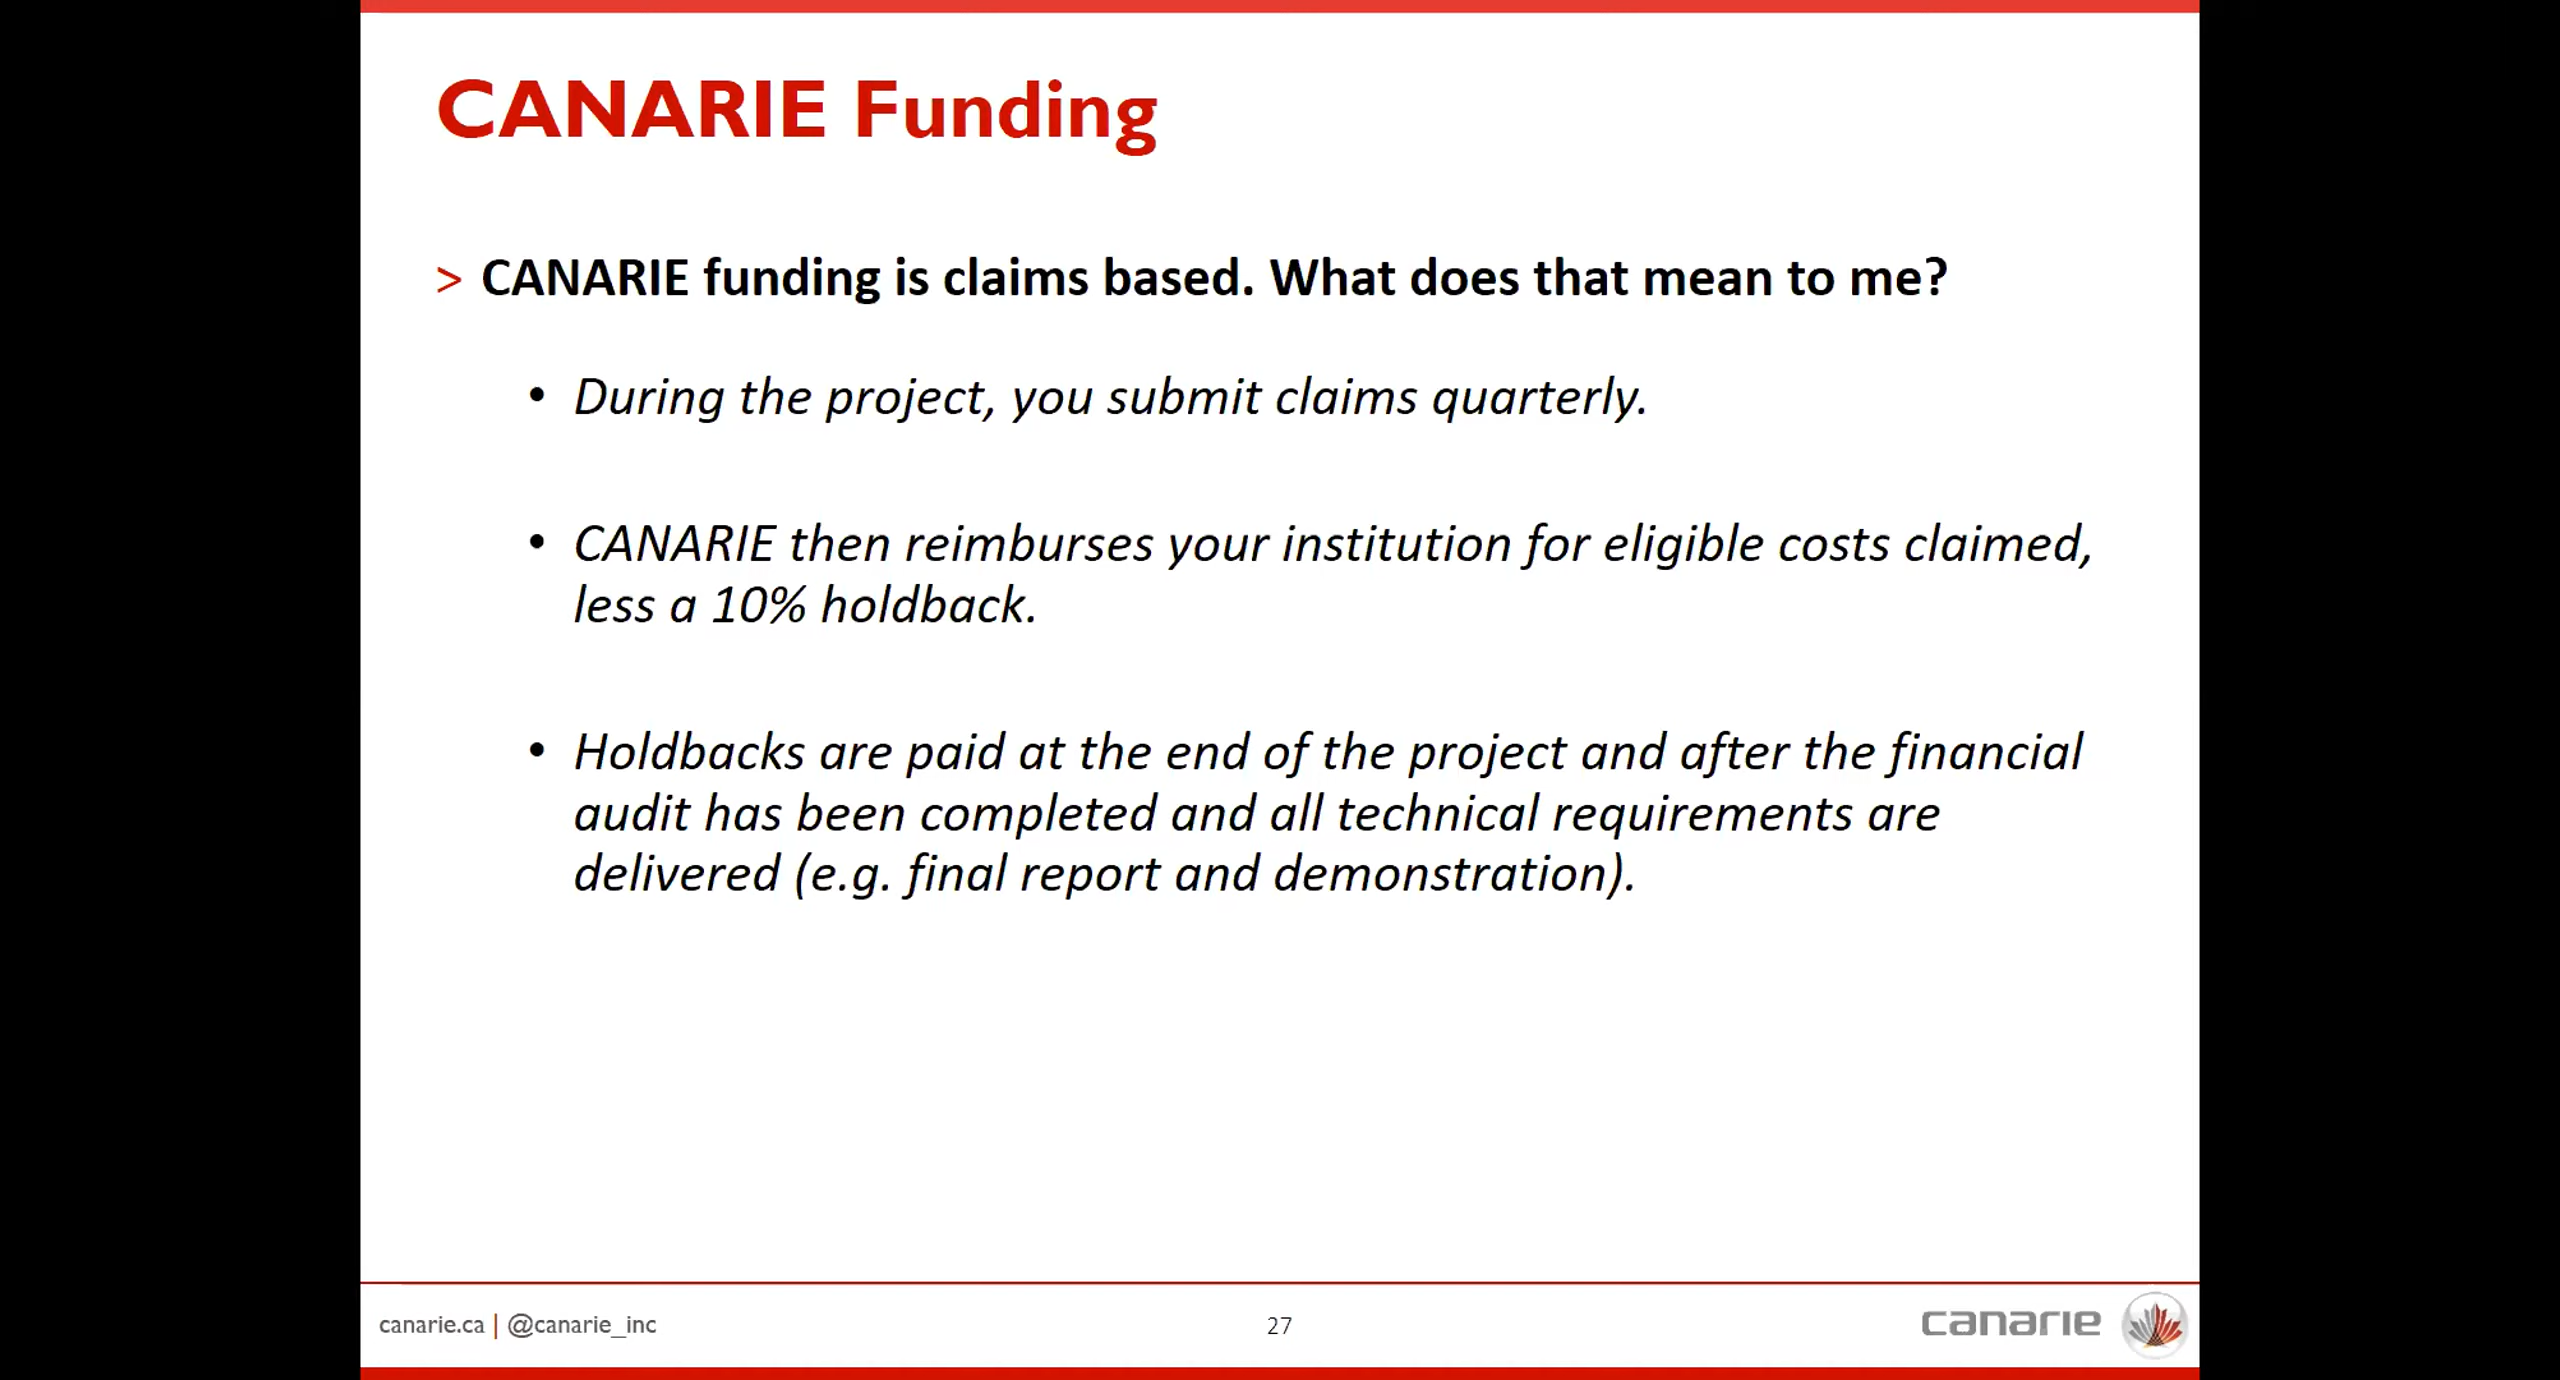 CANARIE Funding
> CANARIE funding is claims based. What does that mean to me?
• During the project, you submit claims quarterly.
• CANARIE then reimburses your institution for eligible costs claimed,
less a 10% holdback.
• Holdbacks are paid at the end of the project and after the financial
audit has been completed and all technical requirements are
delivered (e.g. final report and demonstration).
canarie.ca | @canarie_inc
27
canarie